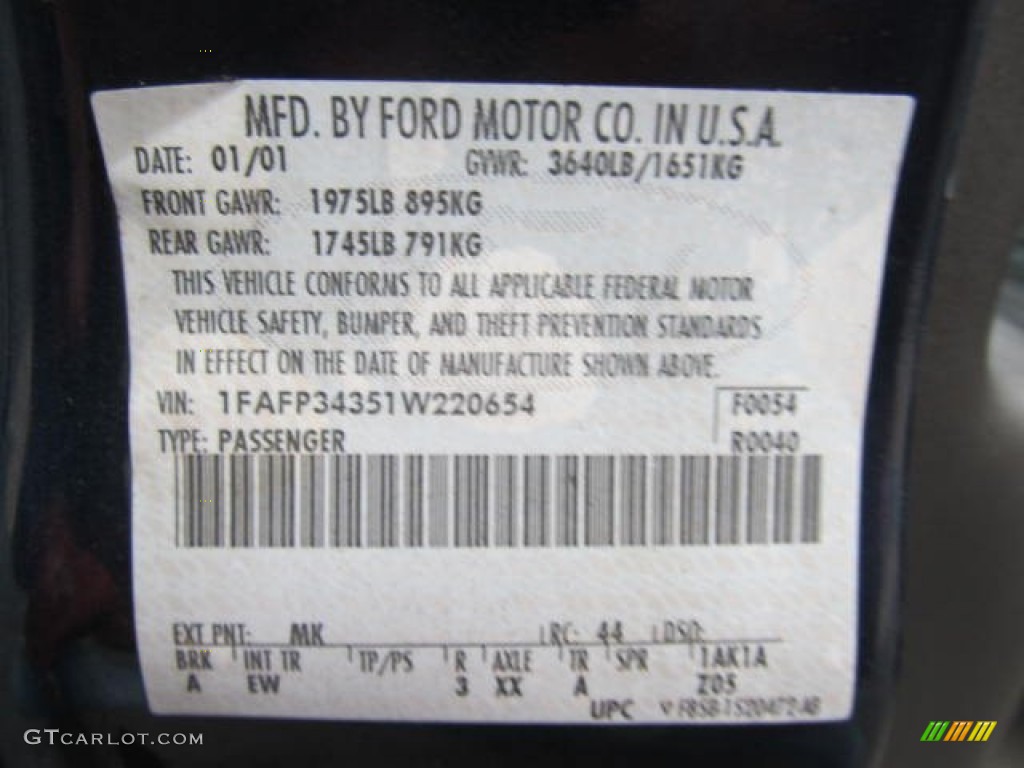 MFD. BY FORD MOTOR CO. IN U.S.A.
DATE: 01/01 GVWR: 3640LB/1651KG
FRONT GAWR: 1975LB 895KG
REAR GAWR: 1745LB 791KG
THIS VEHICLE CONFORMS TO ALL APPLICABLE FEDERAL MOTOR
VEHICLE SAFETY, BUMPER, AND THEFT PREVENTION STANDARDS
IN EFFECT ON THE DATE OF MANUFACTURE SHOWN ABOVE.
VIN: 1FAFP34351W220654 F0054
TYPE: PASSENGER R0040
EXT PNT: MK RC: 44 DSO:
BRK INT TR TP/PS R AXLE TR SPR 1AK1A
A EW 3 XX A Z05
UPC
GTCARLOT.COM